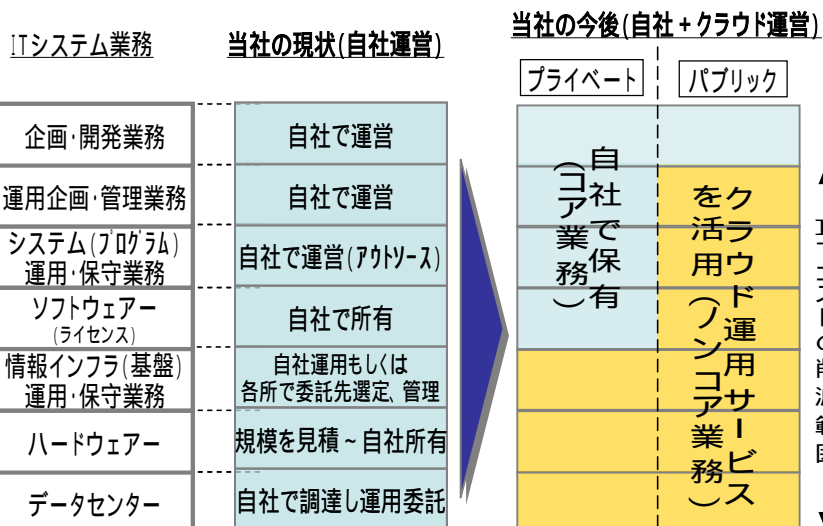 ITシステム業務
当社の現状(自社運営)
当社の今後(自社+クラウド運営)
プライベート
パブリック
企画・開発業務
自社で運営
運用企画・管理業務
自社で運営
システム(プログラム)
運用・保守業務
自社で運営(アウトソース)
ソフトウェアー
(ライセンス)
自社で所有
情報インフラ(基盤)
運用・保守業務
自社運用もしくは
各所で委託先選定、管理
ハードウェアー
規模を見積~自社所有
データセンター
自社で調達し運用委託
自社で保有
(コア業務)
クラウド運用サービス
を活用(ノンコア業務)